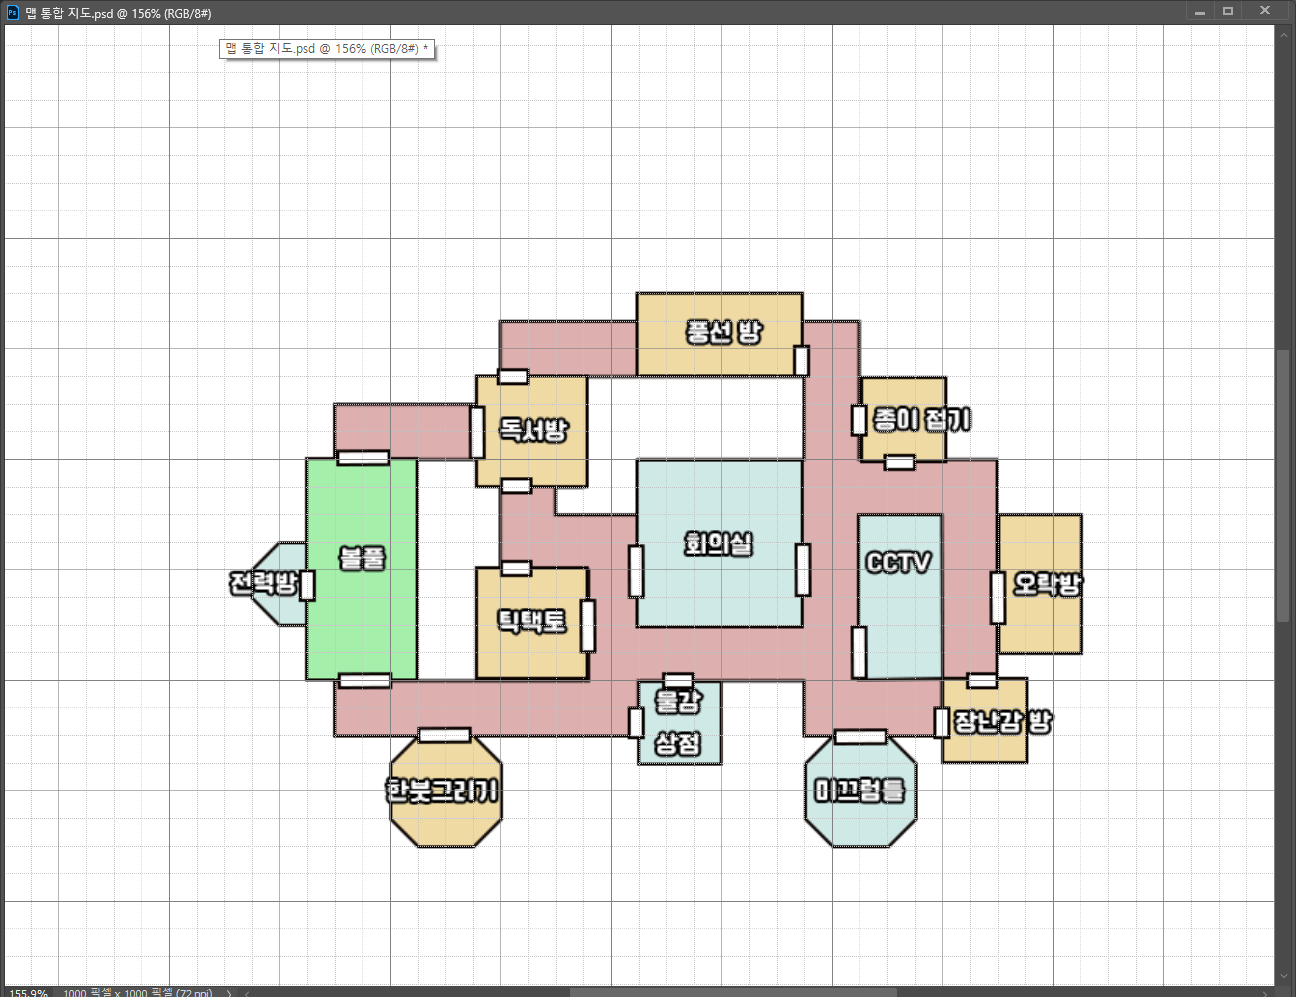 맵 통합 지도.psd @ 156% (RGB/8#)
맵 통합 지도.psd @ 156% (RGB/8#) *
풍선 방
종이 접기
독서방
회의실
볼풀
CCTV
전력방
오락방
틱택토
물감
상점
장난감 방
한붓그리기
미끄럼틀
155.9%
1000 픽셀 x 1000 픽셀 (72 ppi)